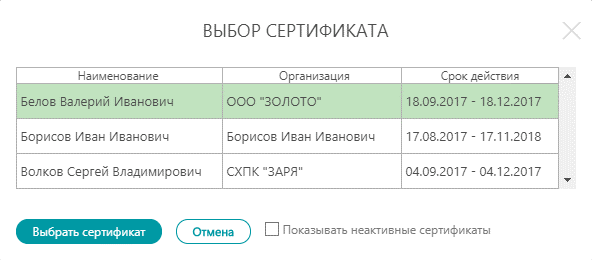 ВЫБОР СЕРТИФИКАТА
Наименование Организация Срок действия
Белов Валерий Иванович ООО "ЗОЛОТО" 18.09.2017 - 18.12.2017
Борисов Иван Иванович Борисов Иван Иванович 17.08.2017 - 17.11.2018
Волков Сергей Владимирович СХПК "ЗАРЯ" 04.09.2017 - 04.12.2017
Выбрать сертификат Отмена Показывать неактивные сертификаты